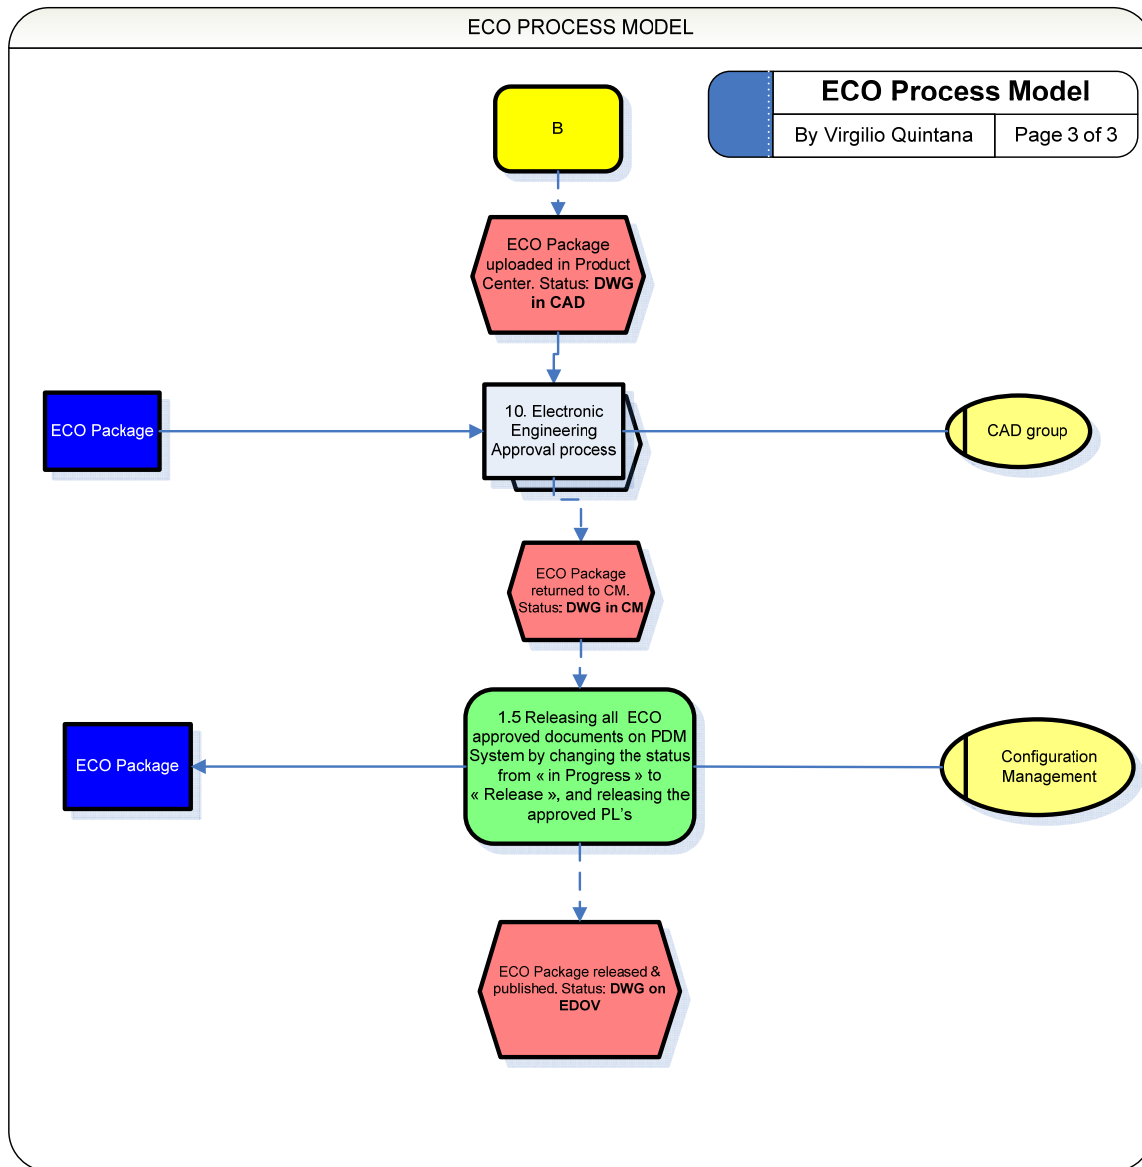 ECO PROCESS MODEL
ECO Process Model
By Virgilio Quintana
Page 3 of 3
B
ECO Package
uploaded in Product
Center. Status: DWG
in CAD
ECO Package
10. Electronic
Engineering
Approval process
CAD group
ECO Package
returned to CM.
Status: DWG in CM
ECO Package
1.5 Releasing all ECO
approved documents on PDM
System by changing the status
from « in Progress » to
« Release », and releasing the
approved PL's
Configuration
Management
ECO Package released &
published. Status: DWG on
EDOV